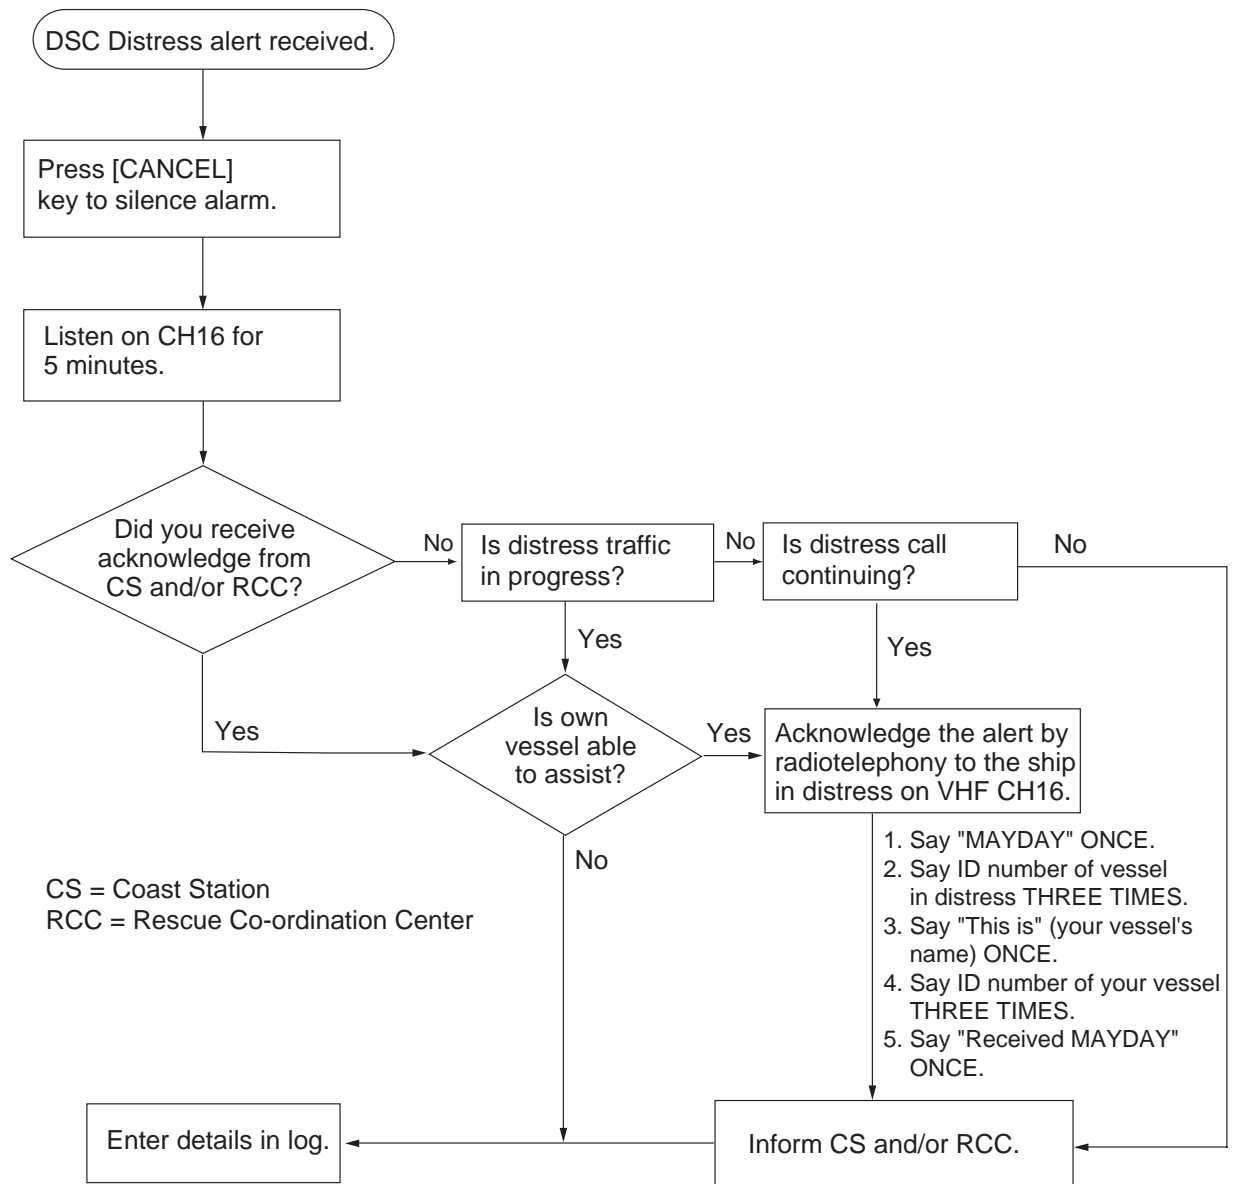 DSC Distress alert received.
Press [CANCEL]
key to silence alarm.
Listen on CH16 for
5 minutes.
Did you receive
acknowledge from
CS and/or RCC?
No
Is distress traffic
in progress?
No
Is distress call
continuing?
No
Yes
Yes
Yes
Is own
vessel able
to assist?
Yes
Acknowledge the alert by
radiotelephony to the ship
in distress on VHF CH16.
No
1. Say "MAYDAY" ONCE.
2. Say ID number of vessel
in distress THREE TIMES.
3. Say "This is" (your vessel's
name) ONCE.
4. Say ID number of your vessel
THREE TIMES.
5. Say "Received MAYDAY"
ONCE.
CS = Coast Station
RCC = Rescue Co-ordination Center
Enter details in log.
Inform CS and/or RCC.